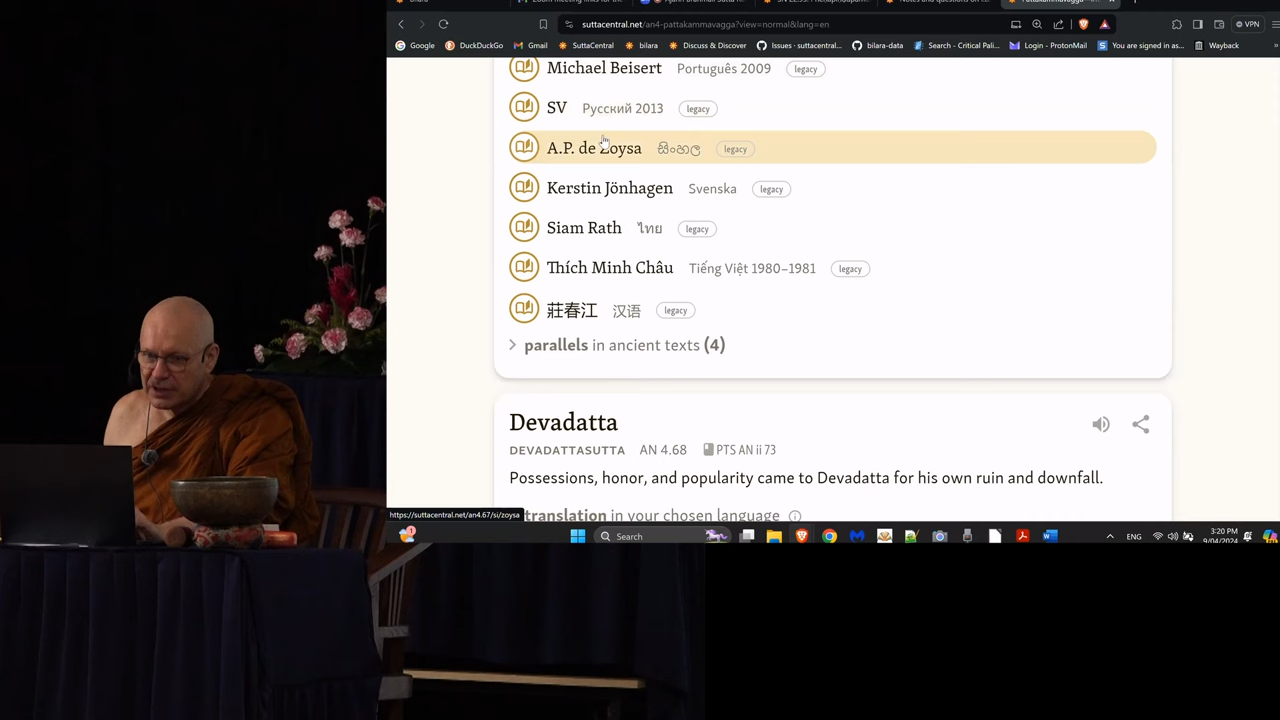 suttacentral.net/an4-pattakammavagga?view=normal&lang=en
VPN
Google DuckDuckGo Gmail SuttaCentral bilara Discuss & Discover Issues · suttacentral... bilara-data Search - Critical Pali... Login - ProtonMail You are signed in as... Wayback
Michael Beisert Português 2009 legacy
SV Русский 2013 legacy
A.P. de Zoysa සිංහල legacy
Kerstin Jönhagen Svenska legacy
Siam Rath ไทย legacy
Thích Minh Châu Tiếng Việt 1980–1981 legacy
莊春江 汉语 legacy
parallels in ancient texts (4)
Devadatta
DEVADATTASUTTA AN 4.68 PTS AN ii 73
Possessions, honor, and popularity came to Devadatta for his own ruin and downfall.
https://suttacentral.net/an4.67/si/zoysa
translation in your chosen language
Search
ENG
3:20 PM
9/04/2024